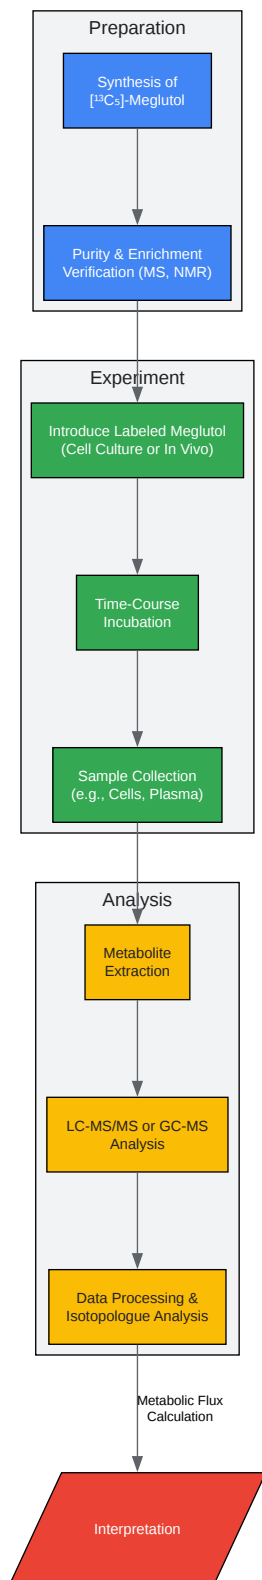 Preparation
Synthesis of
[¹³C₅]-Meglutol
Purity & Enrichment
Verification (MS, NMR)
Experiment
Introduce Labeled Meglutol
(Cell Culture or In Vivo)
Time-Course
Incubation
Sample Collection
(e.g., Cells, Plasma)
Analysis
Metabolite
Extraction
LC-MS/MS or GC-MS
Analysis
Data Processing &
Isotopologue Analysis
Metabolic Flux
Calculation
Interpretation